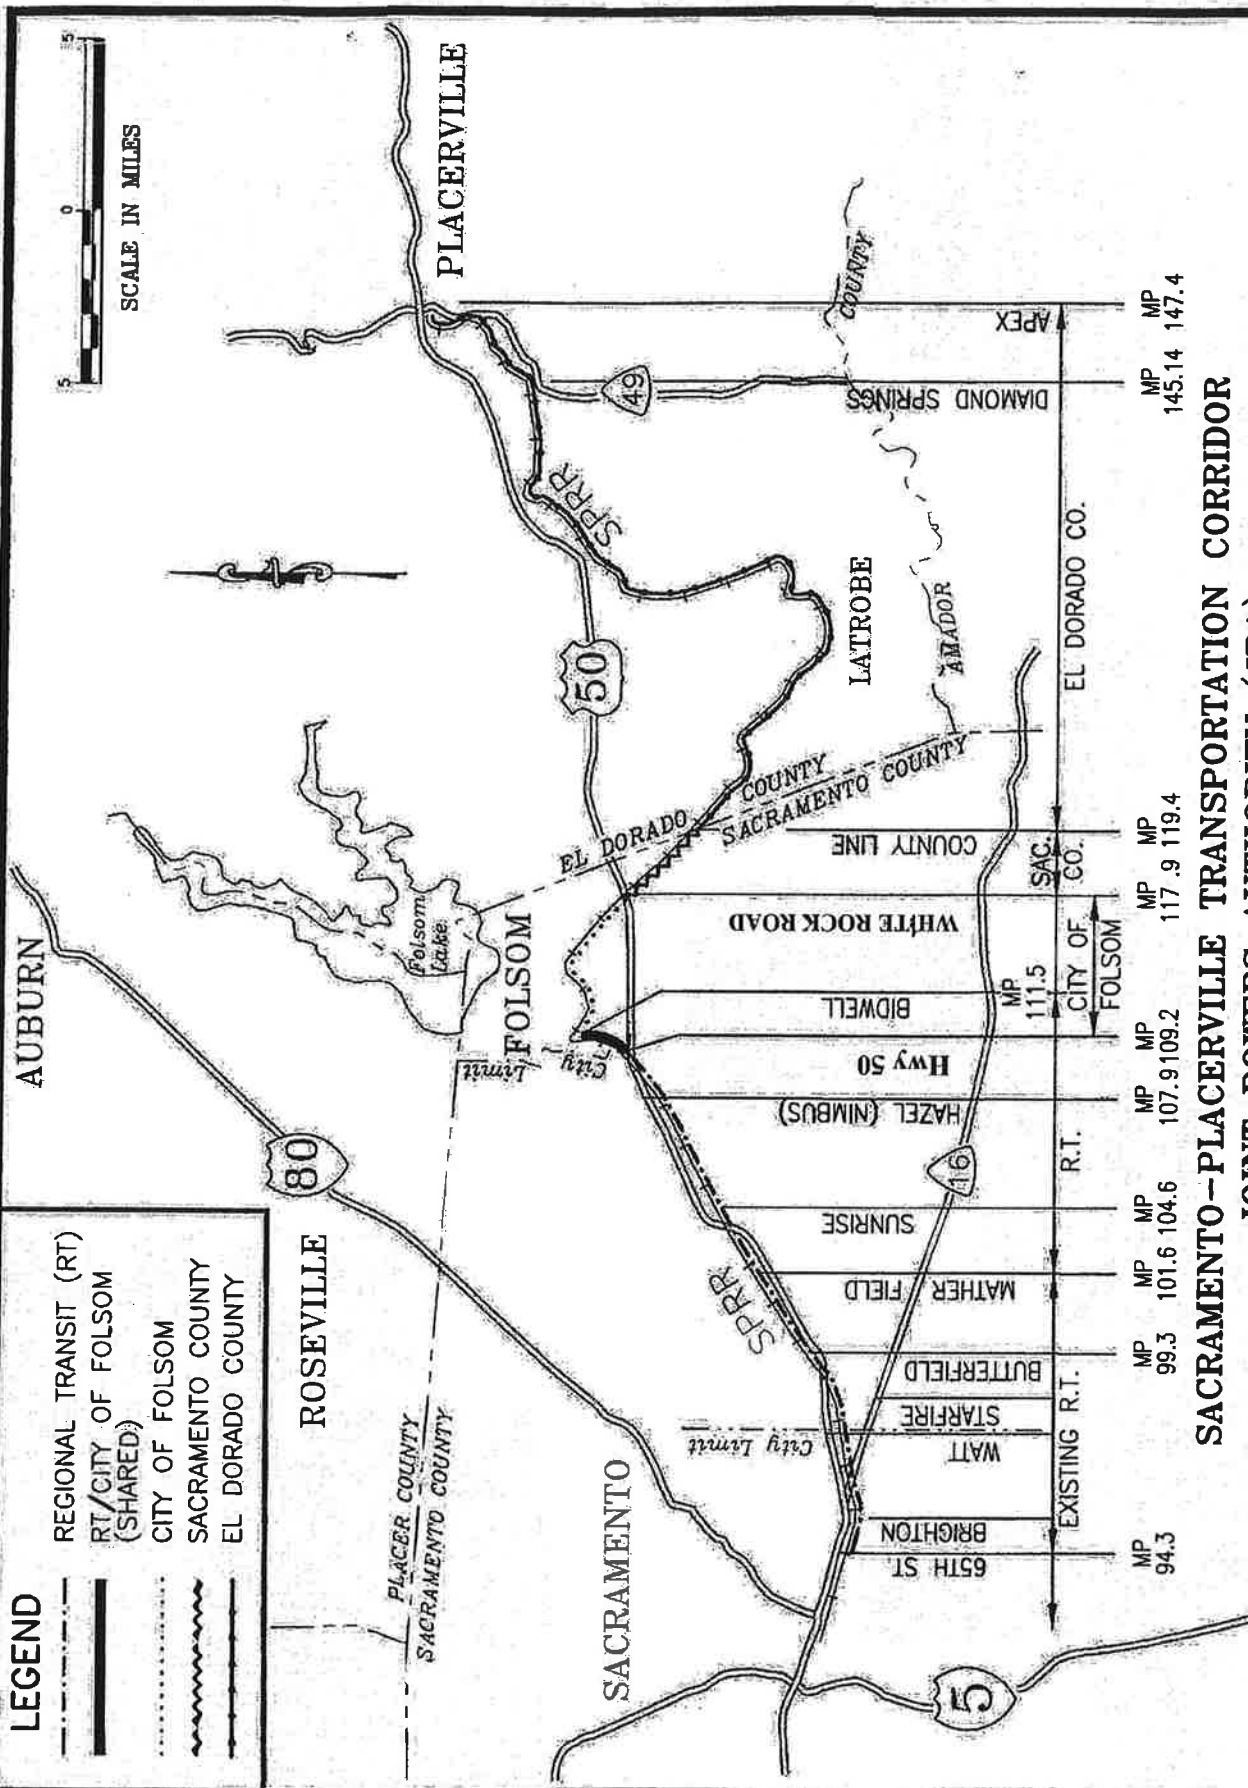 LEGEND
REGIONAL TRANSIT (RT)
RT/CITY OF FOLSOM
(SHARED)
CITY OF FOLSOM
SACRAMENTO COUNTY
EL DORADO COUNTY
AUBURN
80
ROSEVILLE
PLACER COUNTY
SACRAMENTO COUNTY
SACRAMENTO
5
Folsom
Lake
FOLSOM
City Limit
City Limit
EL DORADO COUNTY
SACRAMENTO COUNTY
50
SPRR
SPRR
LATROBE
AMADOR COUNTY
49
16
PLACERVILLE
5 0 5
SCALE IN MILES
65TH ST
BRIGHTON
WATT
STARFIRE
BUTTERFIELD
MATHER FIELD
SUNRISE
HAZEL (NIMBUS)
Hwy 50
BIDWELL
WHITE ROCK ROAD
COUNTY LINE
DIAMOND SPRINGS
APEX
EXISTING R.T.
R.T.
CITY OF
FOLSOM
SAC.
CO.
EL DORADO CO.
MP
94.3
MP
99.3
MP
101.6
MP
104.6
MP
107.9
MP
109.2
MP
111.5
MP
117.9
MP
119.4
MP
145.14
MP
147.4
SACRAMENTO-PLACERVILLE TRANSPORTATION CORRIDOR
JOINT POWERS AUTHORITY (JPA)